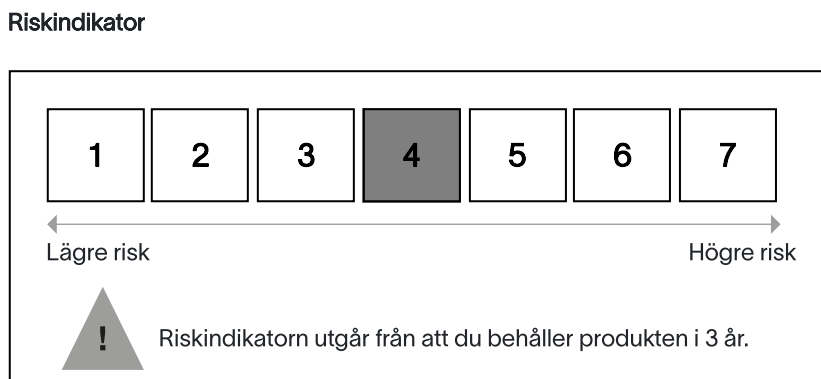 Riskindikator
1 2 3 4 5 6 7
Lägre risk Högre risk
! Riskindikatorn utgår från att du behåller produkten i 3 år.